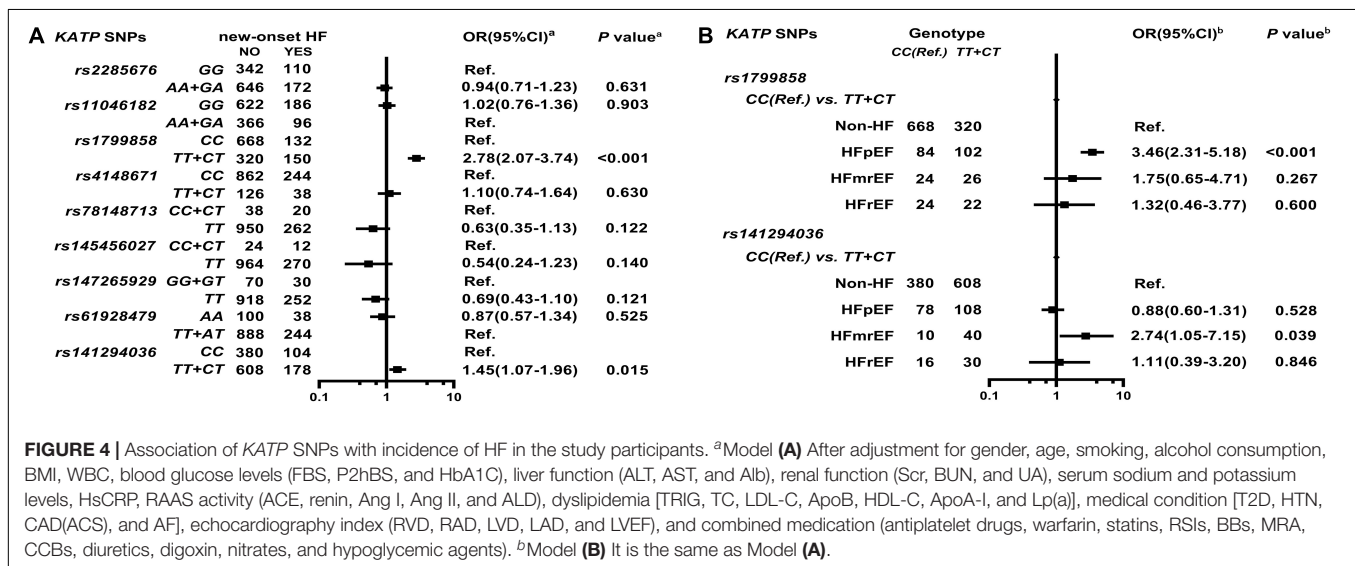 A KATP SNPs new-onset HF OR(95%CI)a P valuea
NO YES
rs2285676 GG 342 110 Ref.
AA+GA 646 172 0.94(0.71-1.23) 0.631
rs11046182 GG 622 186 1.02(0.76-1.36) 0.903
AA+GA 366 96 Ref.
rs1799858 CC 668 132 Ref.
TT+CT 320 150 2.78(2.07-3.74) <0.001
rs4148671 CC 862 244 Ref.
TT+CT 126 38 1.10(0.74-1.64) 0.630
rs78148713 CC+CT 38 20 Ref.
TT 950 262 0.63(0.35-1.13) 0.122
rs145456027 CC+CT 24 12 Ref.
TT 964 270 0.54(0.24-1.23) 0.140
rs147265929 GG+GT 70 30 Ref.
TT 918 252 0.69(0.43-1.10) 0.121
rs61928479 AA 100 38 0.87(0.57-1.34) 0.525
TT+AT 888 244 Ref.
rs141294036 CC 380 104 Ref.
TT+CT 608 178 1.45(1.07-1.96) 0.015
0.1 1 10
B KATP SNPs Genotype OR(95%CI)b P valueb
CC(Ref.) TT+CT
rs1799858
CC(Ref.) vs. TT+CT
Non-HF 668 320 Ref.
HFpEF 84 102 3.46(2.31-5.18) <0.001
HFmrEF 24 26 1.75(0.65-4.71) 0.267
HFrEF 24 22 1.32(0.46-3.77) 0.600
rs141294036
CC(Ref.) vs. TT+CT
Non-HF 380 608 Ref.
HFpEF 78 108 0.88(0.60-1.31) 0.528
HFmrEF 10 40 2.74(1.05-7.15) 0.039
HFrEF 16 30 1.11(0.39-3.20) 0.846
0.1 1 10
FIGURE 4 | Association of KATP SNPs with incidence of HF in the study participants. aModel (A) After adjustment for gender, age, smoking, alcohol consumption,
BMI, WBC, blood glucose levels (FBS, P2hBS, and HbA1C), liver function (ALT, AST, and Alb), renal function (Scr, BUN, and UA), serum sodium and potassium
levels, HsCRP, RAAS activity (ACE, renin, Ang I, Ang II, and ALD), dyslipidemia [TRIG, TC, LDL-C, ApoB, HDL-C, ApoA-I, and Lp(a)], medical condition [T2D, HTN,
CAD(ACS), and AF], echocardiography index (RVD, RAD, LVD, LAD, and LVEF), and combined medication (antiplatelet drugs, warfarin, statins, RSIs, BBs, MRA,
CCBs, diuretics, digoxin, nitrates, and hypoglycemic agents). bModel (B) It is the same as Model (A).